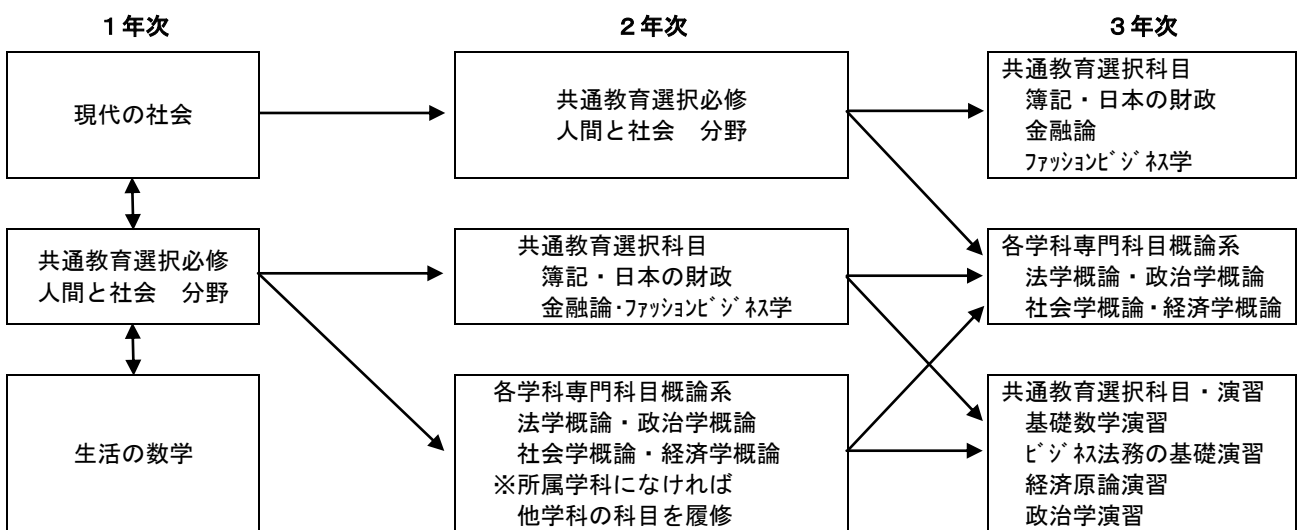 １年次
２年次
３年次
現代の社会
共通教育選択必修
人間と社会　分野
共通教育選択科目
簿記・日本の財政
金融論
ﾌｧｯｼｮﾝﾋﾞｼﾞﾈｽ学
共通教育選択必修
人間と社会　分野
共通教育選択科目
簿記・日本の財政
金融論･ﾌｧｯｼｮﾝﾋﾞｼﾞﾈｽ学
各学科専門科目概論系
法学概論・政治学概論
社会学概論・経済学概論
生活の数学
各学科専門科目概論系
法学概論・政治学概論
社会学概論・経済学概論
※所属学科になければ
他学科の科目を履修
共通教育選択科目・演習
基礎数学演習
ﾋﾞｼﾞﾈｽ法務の基礎演習
経済原論演習
政治学演習